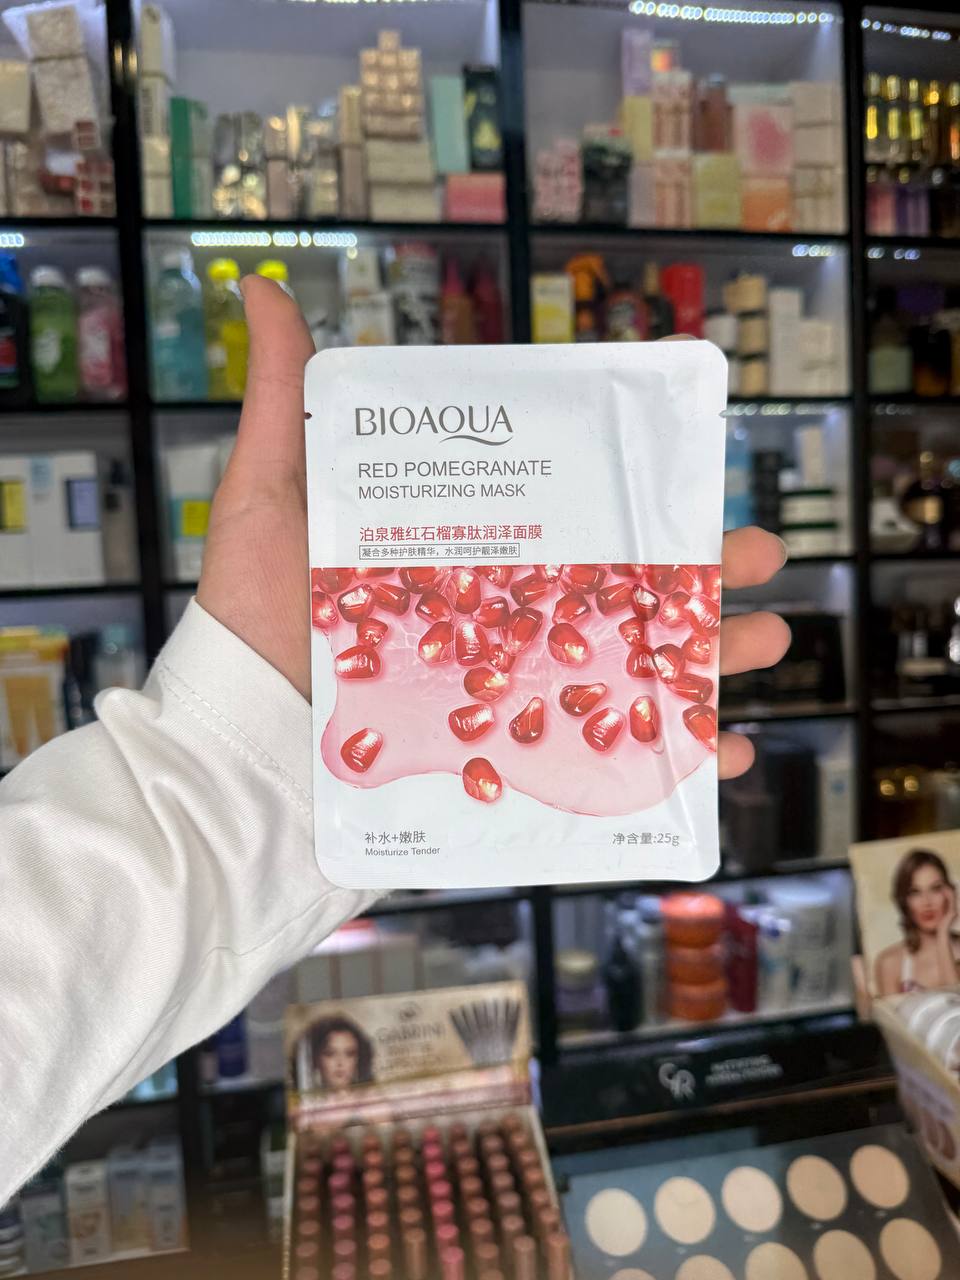 BIOAQUA
RED POMEGRANATE
MOISTURIZING MASK
泊泉雅红石榴寡肽润泽面膜
凝合多种护肤精华，水润呵护靓泽嫩肤
补水+嫩肤
Moisturize Tender
净含量:25g
GR